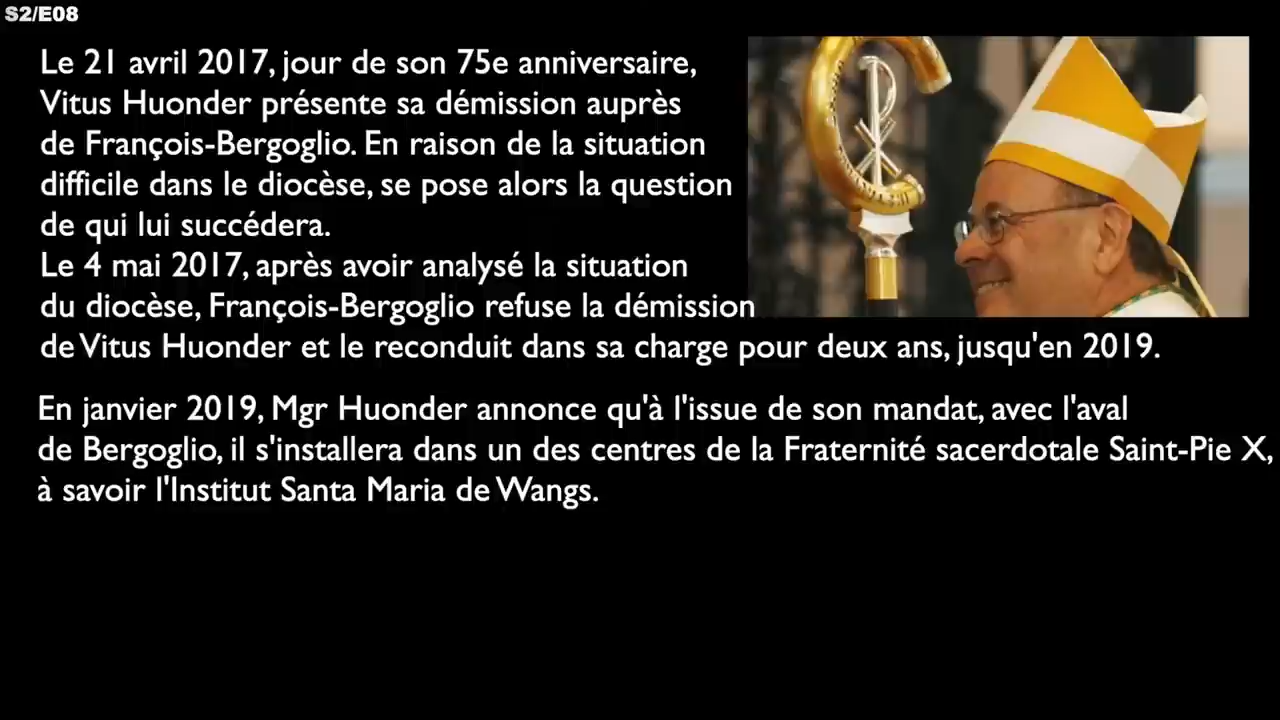 S2/E08
Le 21 avril 2017, jour de son 75e anniversaire,
Vitus Huonder présente sa démission auprès
de François-Bergoglio. En raison de la situation
difficile dans le diocèse, se pose alors la question
de qui lui succédera.
Le 4 mai 2017, après avoir analysé la situation
du diocèse, François-Bergoglio refuse la démission
de Vitus Huonder et le reconduit dans sa charge pour deux ans, jusqu'en 2019.
En janvier 2019, Mgr Huonder annonce qu'à l'issue de son mandat, avec l'aval
de Bergoglio, il s'installera dans un des centres de la Fraternité sacerdotale Saint-Pie X,
à savoir l'Institut Santa Maria de Wangs.